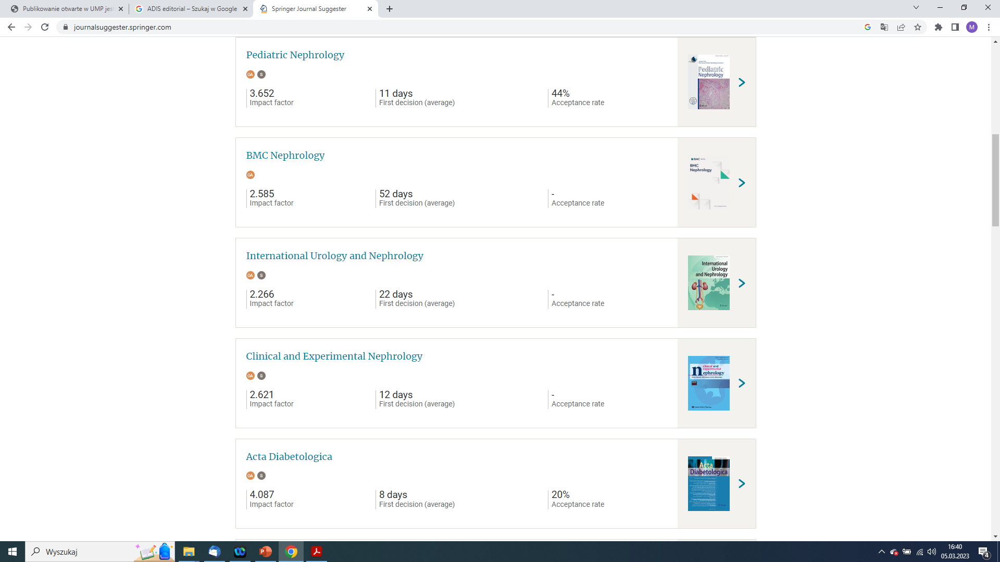 Publikowanie otwarte w UMP jes
ADIS editorial – Szukaj w Google
Springer Journal Suggester
journalsuggester.springer.com
M
Pediatric Nephrology
OA S
3.652
Impact factor
11 days
First decision (average)
44%
Acceptance rate
Pediatric
Nephrology
BMC Nephrology
OA
2.585
Impact factor
52 days
First decision (average)
-
Acceptance rate
BMC
BMC
Nephrology
International Urology and Nephrology
OA S
2.266
Impact factor
22 days
First decision (average)
-
Acceptance rate
International
Urology
and Nephrology
Clinical and Experimental Nephrology
OA S
2.621
Impact factor
12 days
First decision (average)
-
Acceptance rate
clinical and
experimental
nephrology
Acta Diabetologica
OA S
4.087
Impact factor
8 days
First decision (average)
20%
Acceptance rate
Acta
Diabetologica
Wyszukaj
16:40
05.03.2023
4